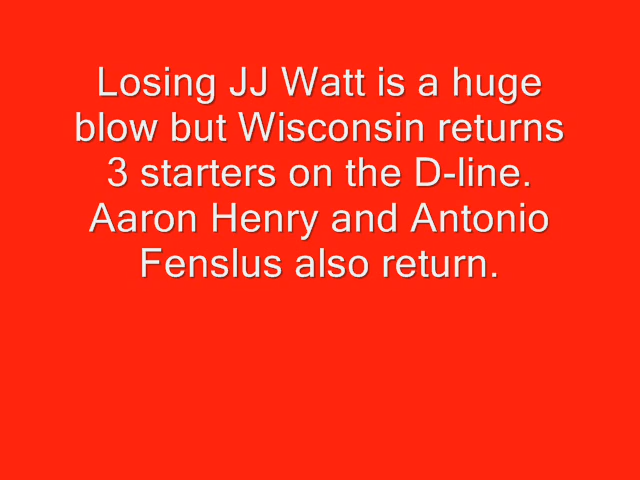 Losing JJ Watt is a huge
blow but Wisconsin returns
3 starters on the D-line.
Aaron Henry and Antonio
Fenslus also return.